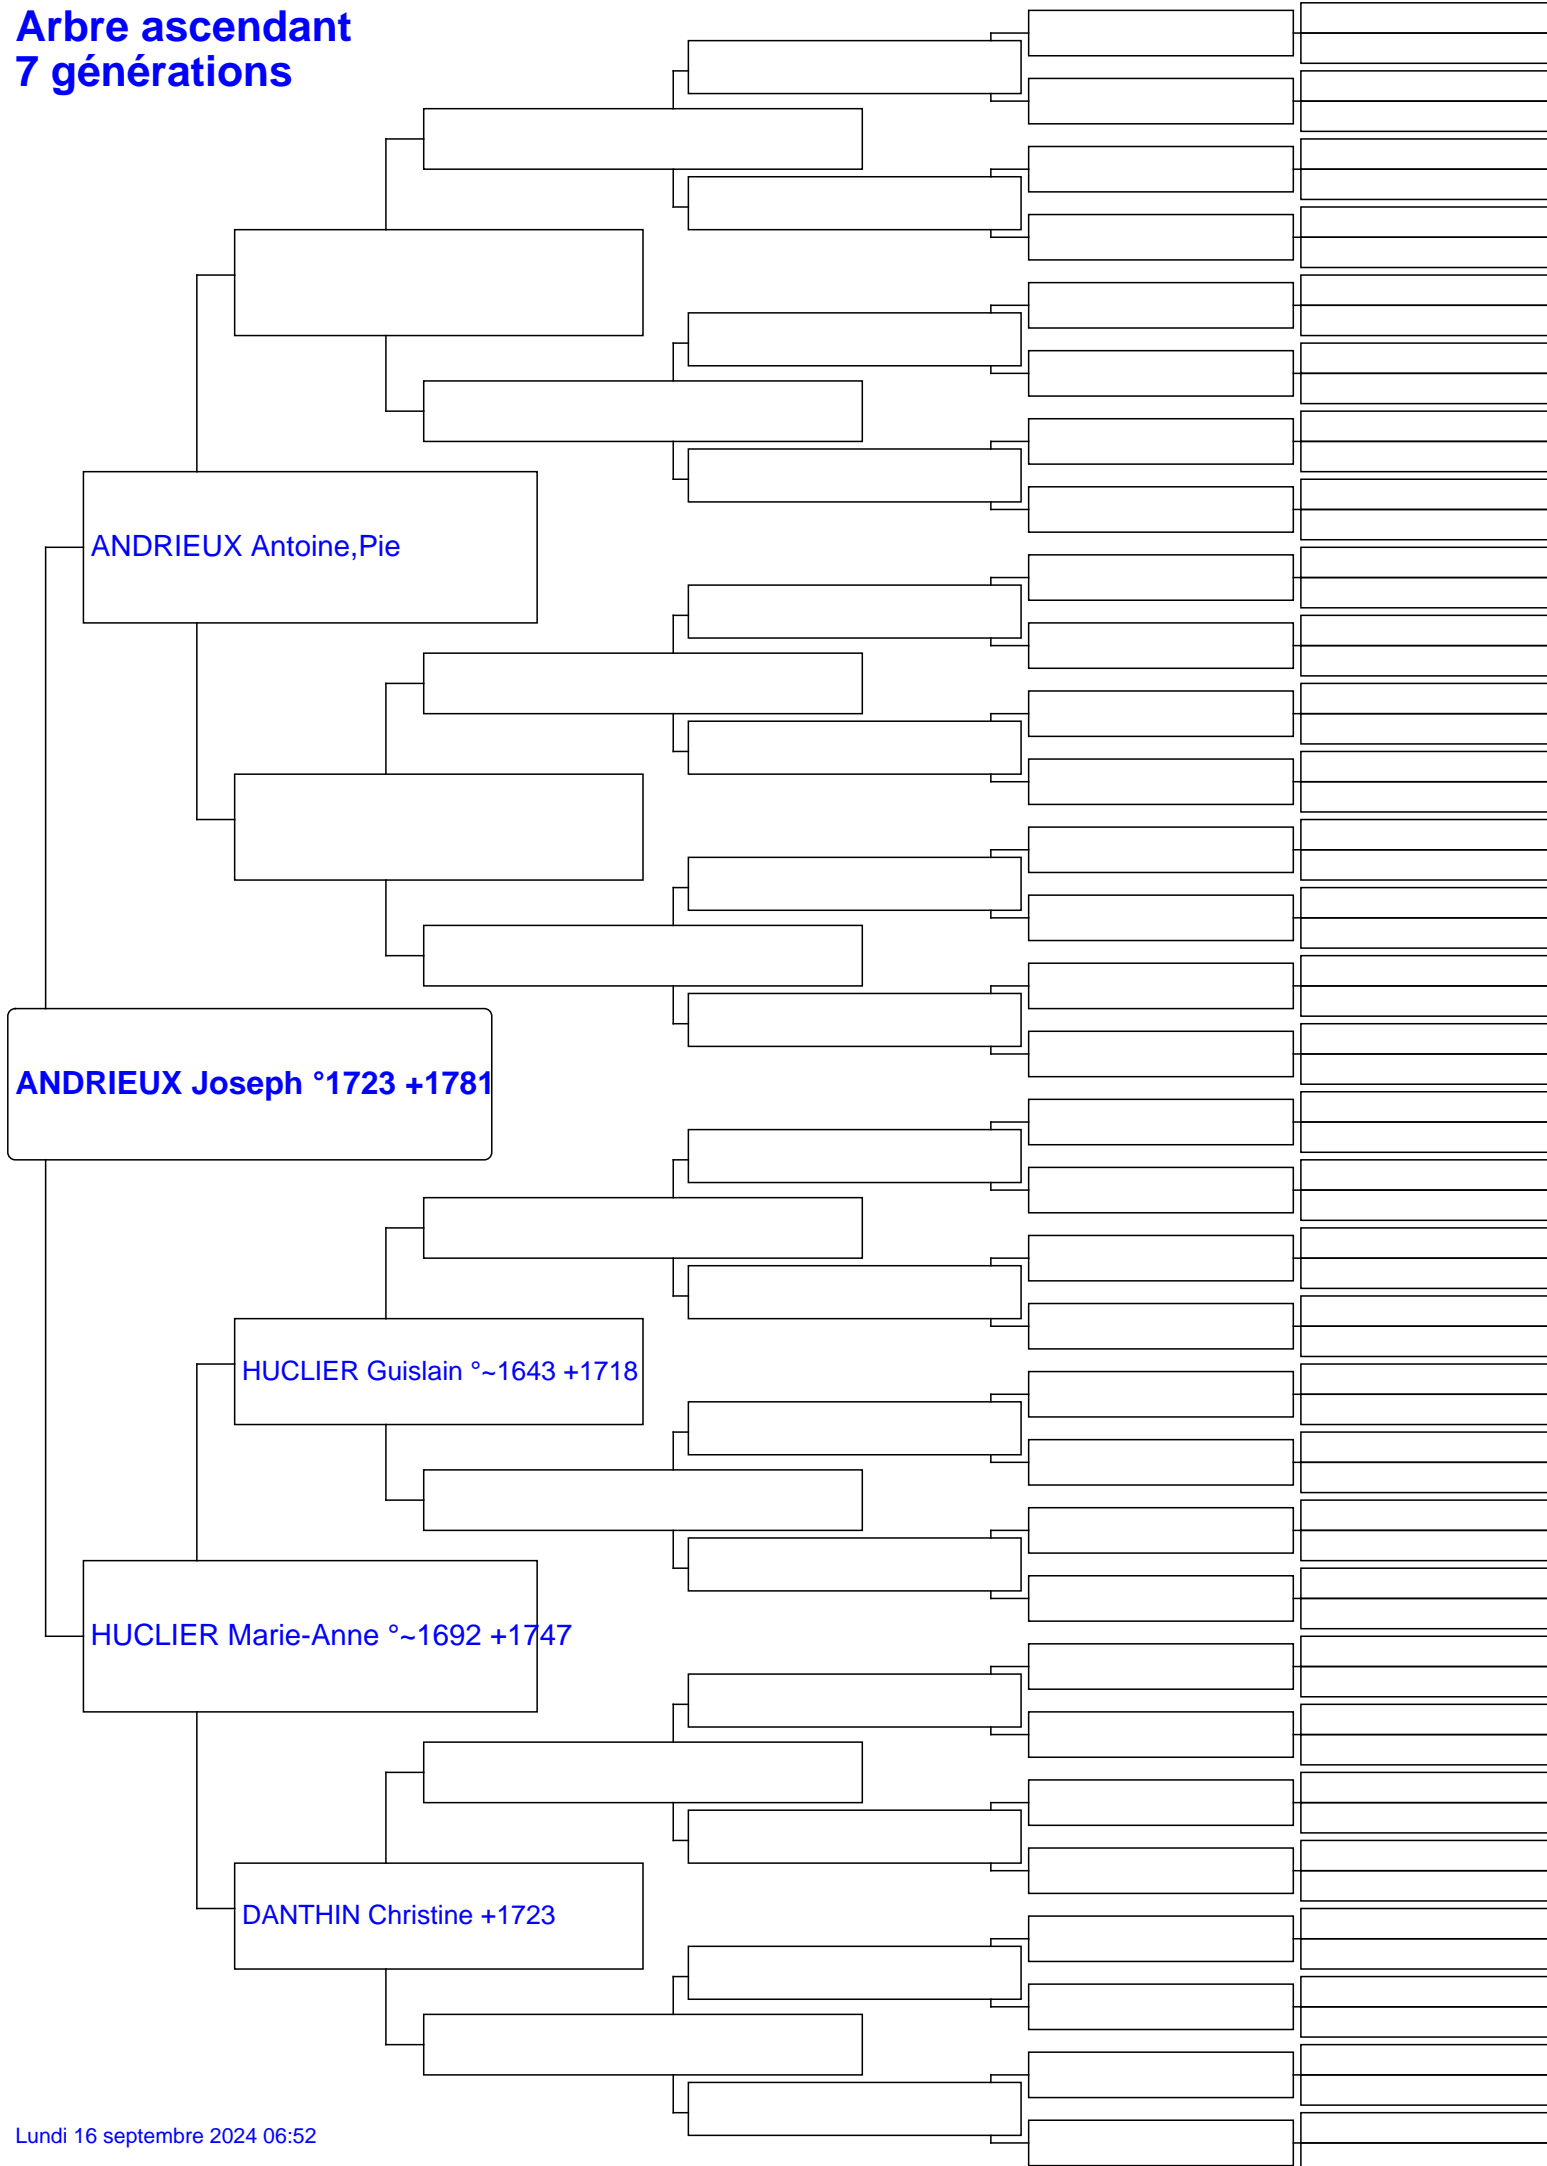 Arbre ascendant
7 générations
ANDRIEUX Antoine,Pie
ANDRIEUX Joseph °1723 +1781
HUCLIER Guislain °~1643 +1718
HUCLIER Marie-Anne °~1692 +1747
DANTHIN Christine +1723
Lundi 16 septembre 2024 06:52